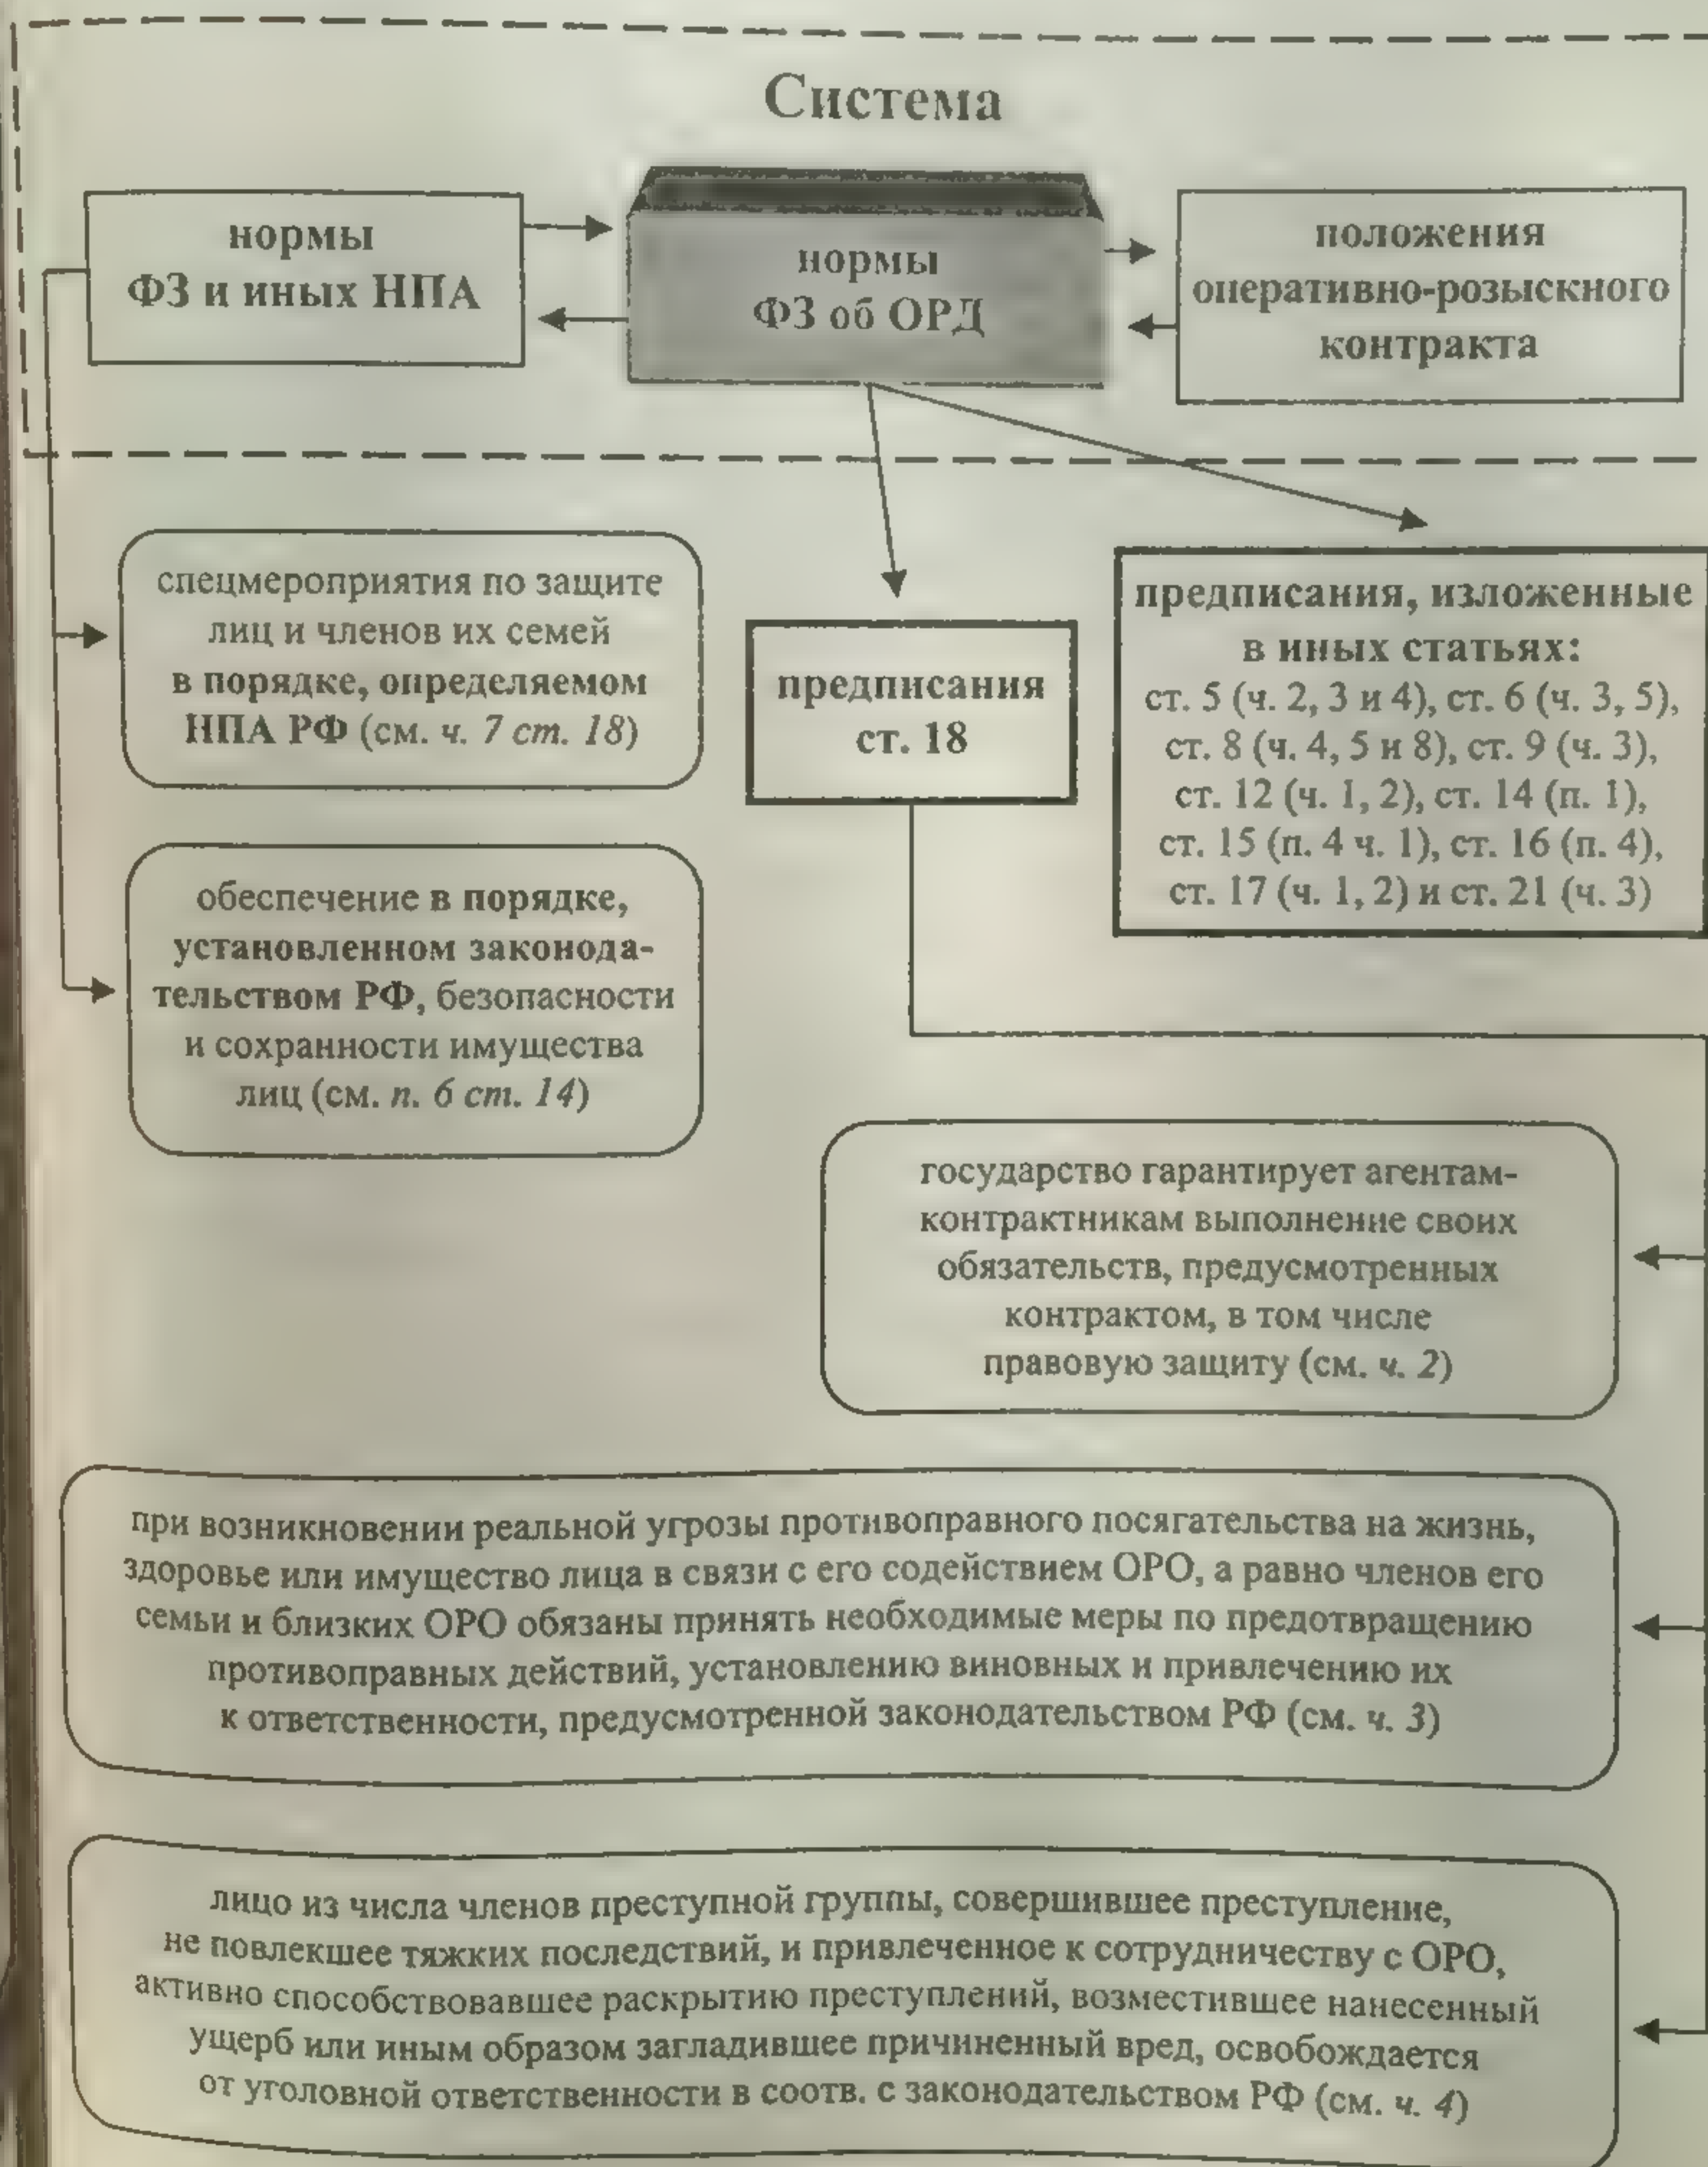 Система
нормы
ФЗ и иных НПА
нормы
ФЗ об ОРД
положения
оперативно-розыскного
контракта
спецмероприятия по защите
лиц и членов их семей
в порядке, определяемом
НПА РФ (см. ч. 7 ст. 18)
предписания
ст. 18
предписания, изложенные
в иных статьях:
ст. 5 (ч. 2, 3 и 4), ст. 6 (ч. 3, 5),
ст. 8 (ч. 4, 5 и 8), ст. 9 (ч. 3),
ст. 12 (ч. 1, 2), ст. 14 (п. 1),
ст. 15 (п. 4 ч. 1), ст. 16 (п. 4),
ст. 17 (ч. 1, 2) и ст. 21 (ч. 3)
обеспечение в порядке,
установленном законода-
тельством РФ, безопасности
и сохранности имущества
лиц (см. п. 6 ст. 14)
государство гарантирует агентам-
контрактникам выполнение своих
обязательств, предусмотренных
контрактом, в том числе
правовую защиту (см. ч. 2)
при возникновении реальной угрозы противоправного посягательства на жизнь,
здоровье или имущество лица в связи с его содействием ОРО, а равно членов его
семьи и близких ОРО обязаны принять необходимые меры по предотвращению
противоправных действий, установлению виновных и привлечению их
к ответственности, предусмотренной законодательством РФ (см. ч. 3)
лицо из числа членов преступной группы, совершившее преступление,
не повлекшее тяжких последствий, и привлеченное к сотрудничеству с ОРО,
активно способствовавшее раскрытию преступлений, возместившее нанесенный
ущерб или иным образом загладившее причиненный вред, освобождается
от уголовной ответственности в соотв. с законодательством РФ (см. ч. 4)